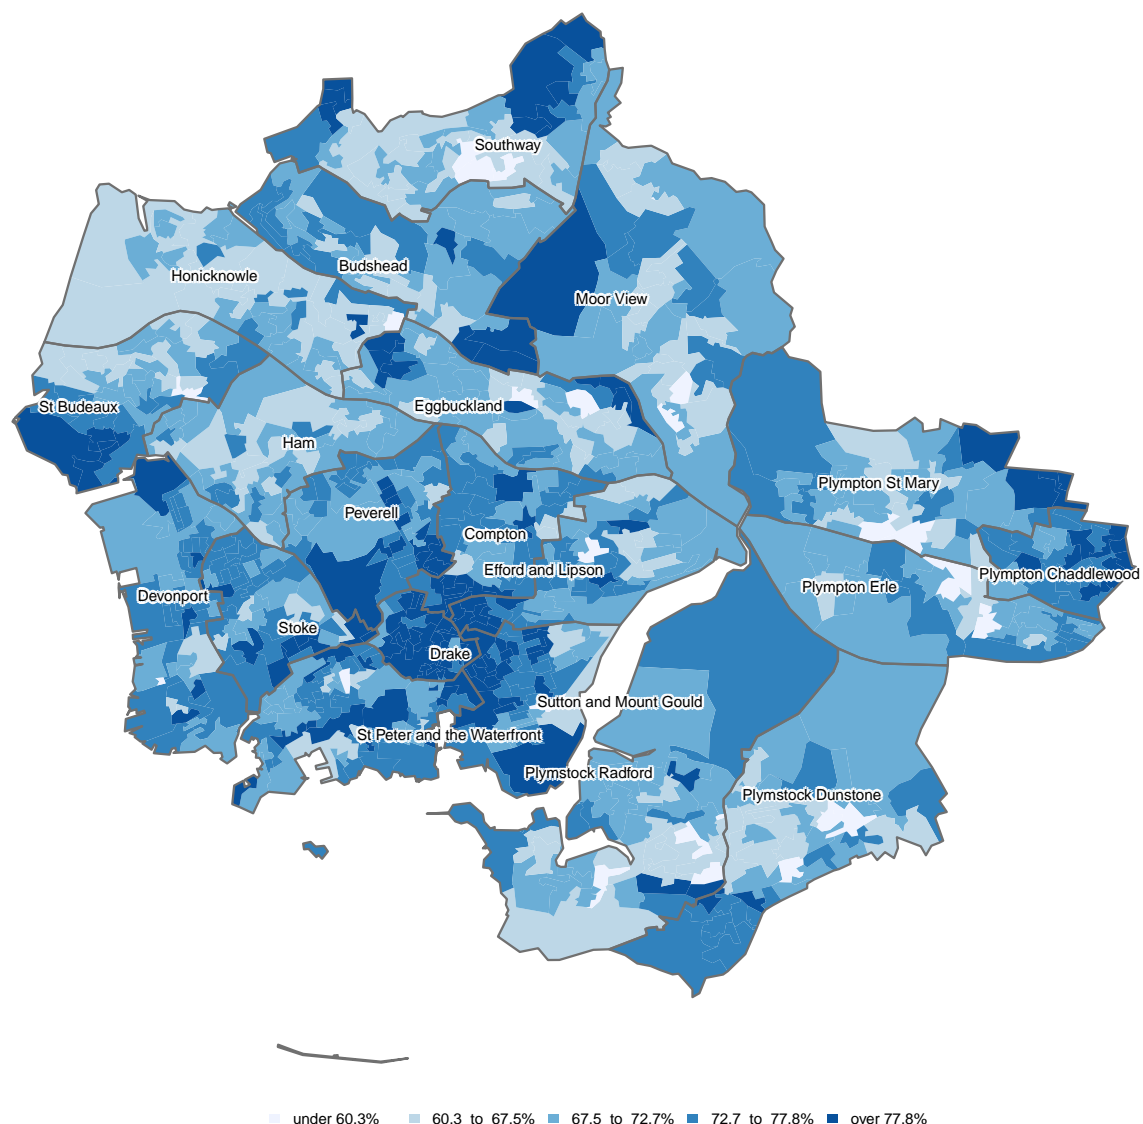 Southway
Budshead
Honicknowle
Moor View
St Budeaux
Eggbuckland
Ham
Plympton St Mary
Peverell
Compton
Efford and Lipson
Plympton Chaddlewood
Plympton Erle
Devonport
Stoke
Drake
Sutton and Mount Gould
St Peter and the Waterfront
Plymstock Radford
Plymstock Dunstone
under 60.3% 60.3 to 67.5% 67.5 to 72.7% 72.7 to 77.8% over 77.8%